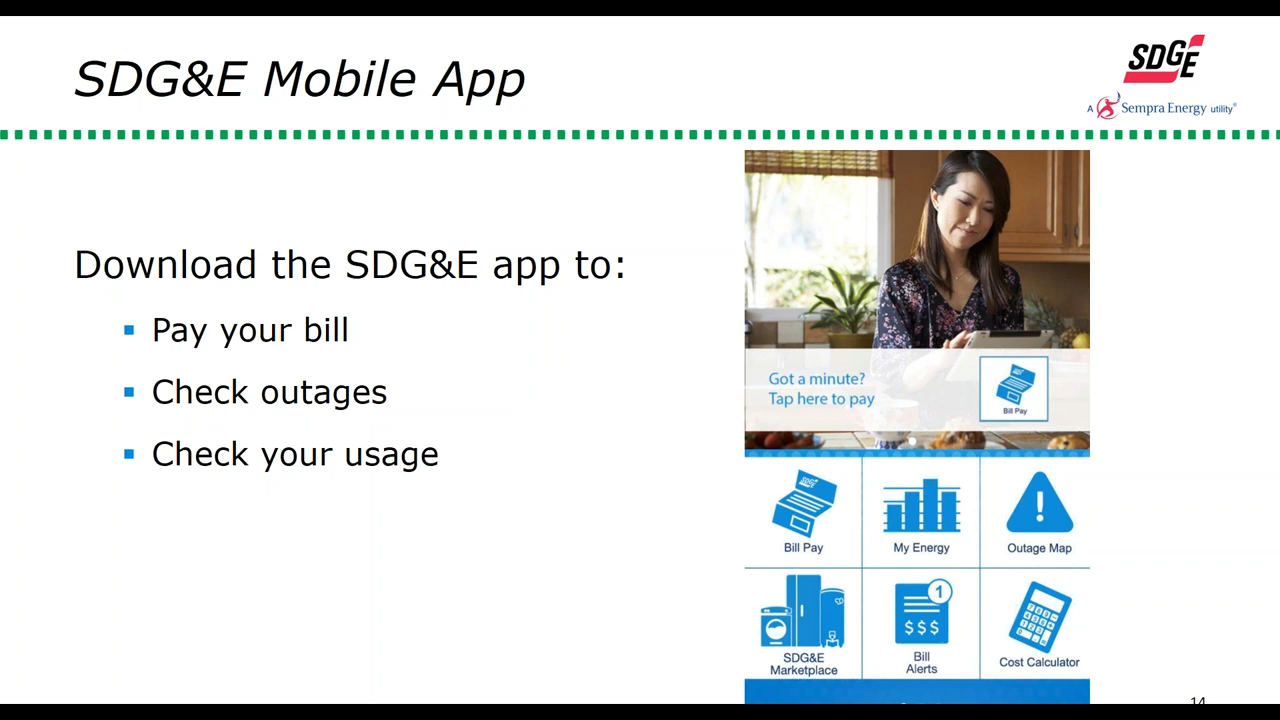 SDG&E Mobile App
SDGE
A Sempra Energy utility®
Download the SDG&E app to:
Pay your bill
Check outages
Check your usage
Got a minute?
Tap here to pay
Bill Pay
Bill Pay
My Energy
Outage Map
1
$$$
SDG&E
Marketplace
Bill
Alerts
Cost Calculator
14